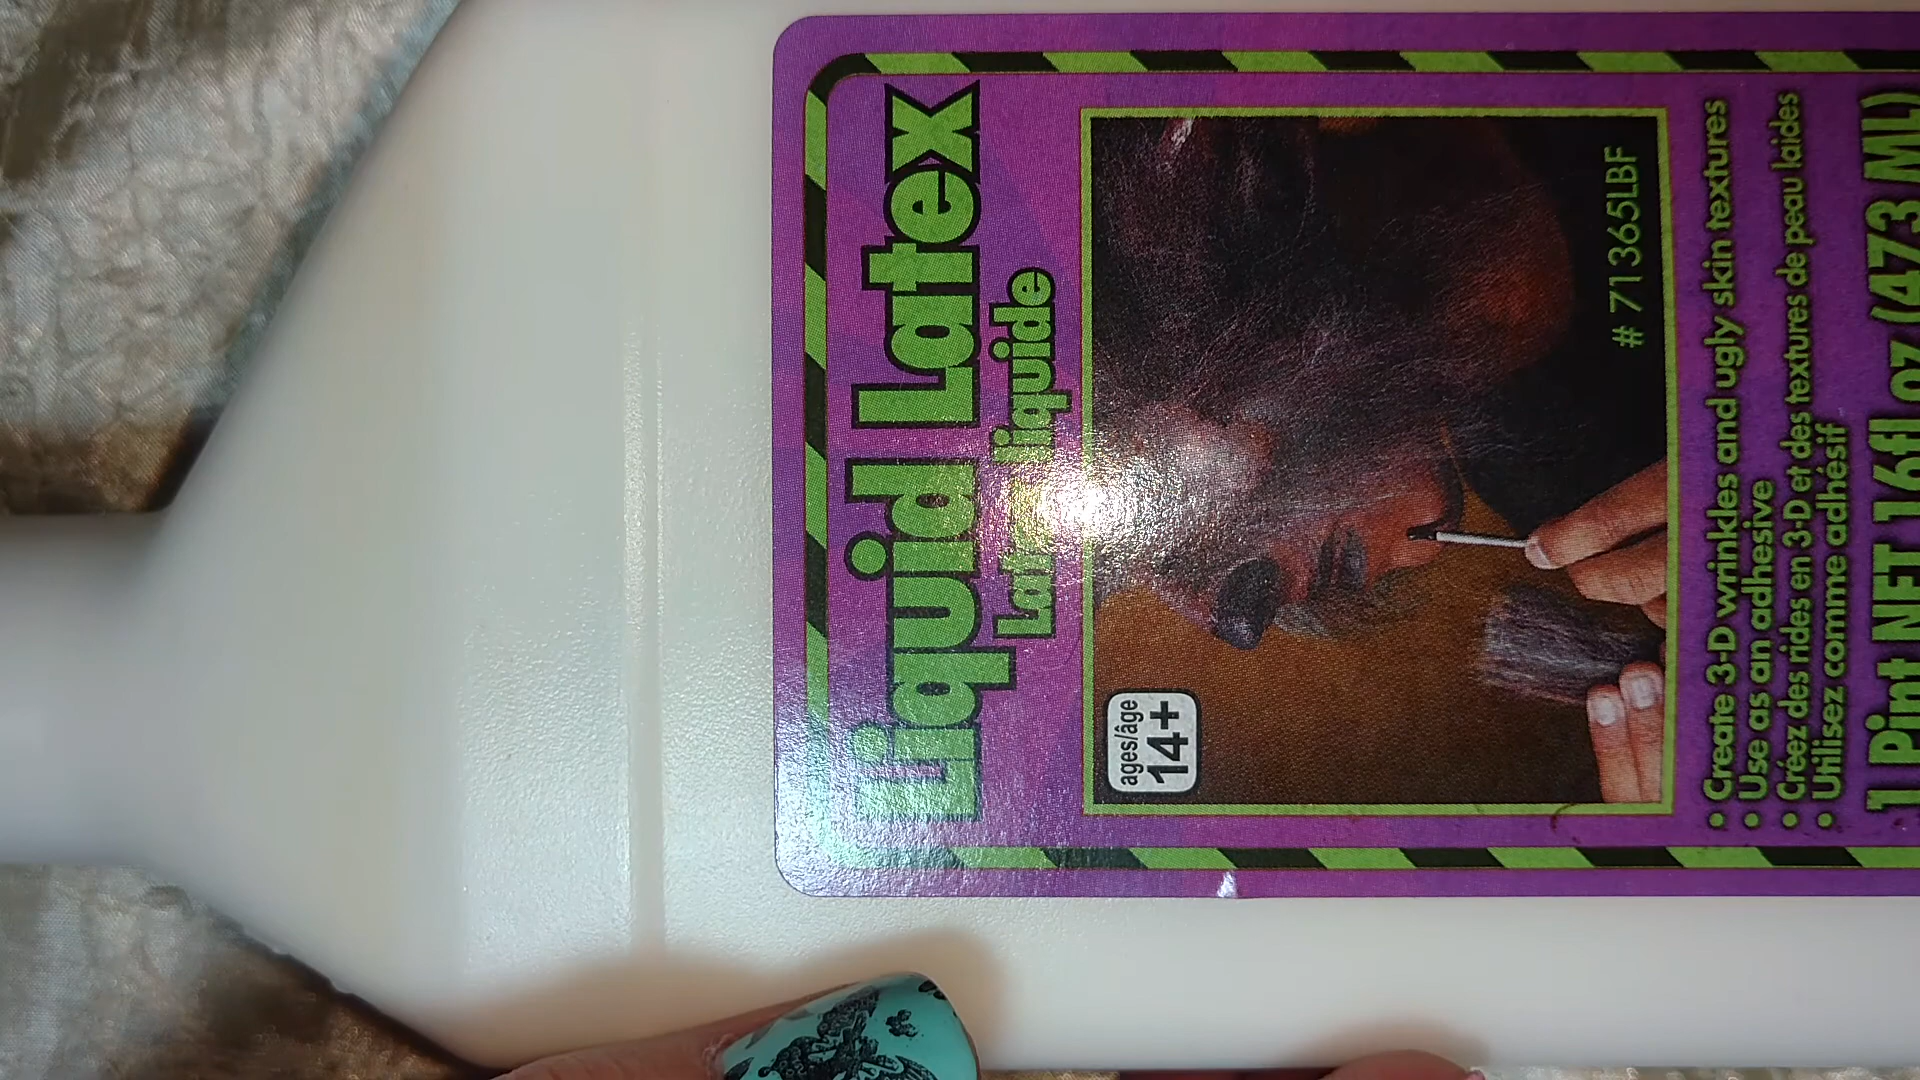 Liquid Latex
Latex liquide
ages/âge
14+
# 71365LBF
• Create 3-D wrinkles and ugly skin textures
• Use as an adhesive
• Créez des rides en 3-D et des textures de peau laides
• Utilisez comme adhésif
1 Pint NET 16fl oz (473 ML)